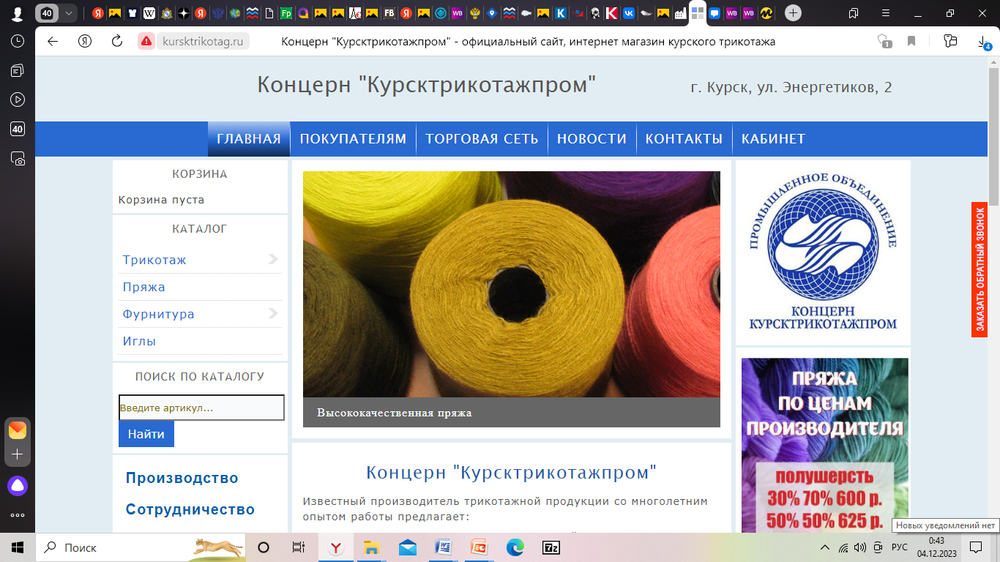 40
kursktrikotag.ru
Концерн "Курсктрикотажпром" - официальный сайт, интернет магазин курского трикотажа
1
4
40
Концерн "Курсктрикотажпром"
г. Курск, ул. Энергетиков, 2
ГЛАВНАЯ
ПОКУПАТЕЛЯМ
ТОРГОВАЯ СЕТЬ
НОВОСТИ
КОНТАКТЫ
КАБИНЕТ
КОРЗИНА
Корзина пуста
КАТАЛОГ
Трикотаж
Пряжа
Фурнитура
Иглы
ПОИСК ПО КАТАЛОГУ
Введите артикул...
Найти
Производство
Сотрудничество
Высококачественная пряжа
Концерн "Курсктрикотажпром"
Известный производитель трикотажной продукции со многолетним
опытом работы предлагает:
ПРОМЫШЛЕННОЕ ОБЪЕДИНЕНИЕ
КОНЦЕРН
КУРСКТРИКОТАЖПРОМ
ЗАКАЗАТЬ ОБРАТНЫЙ ЗВОНОК
ПРЯЖА
ПО ЦЕНАМ
ПРОИЗВОДИТЕЛЯ
полушерсть
30% 70% 600 р.
50% 50% 625 р.
Новых уведомлений нет
Поиск
7z
РУС
0:43
04.12.2023